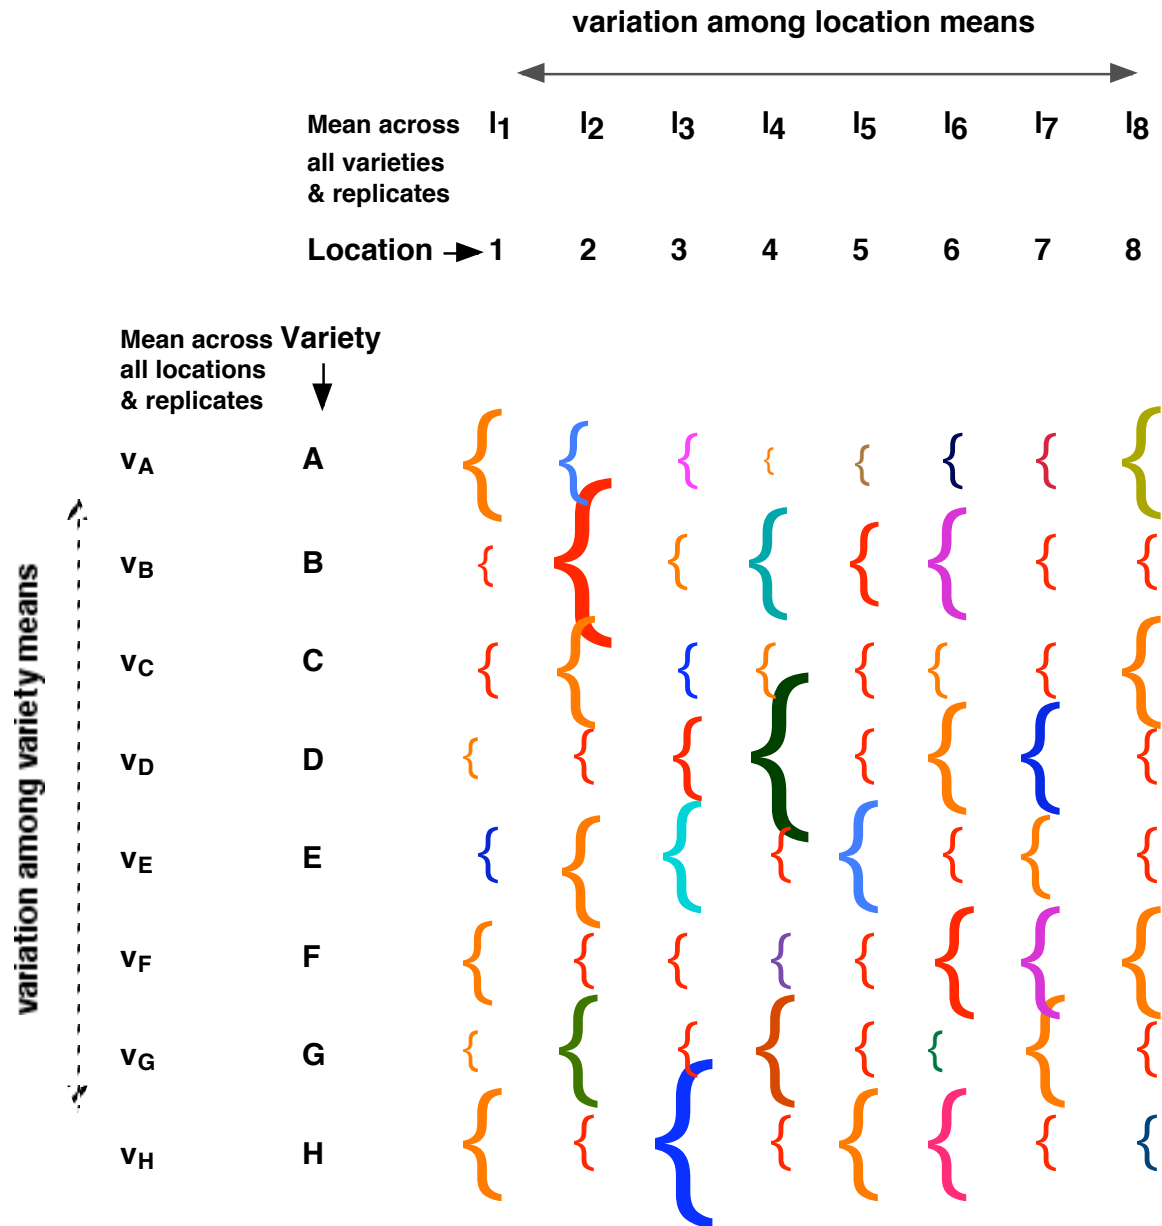 variation among location means
Mean across l1 l2 l3 l4 l5 l6 l7 l8
all varieties
& replicates
Location 1 2 3 4 5 6 7 8
Mean across Variety
all locations
& replicates
vA A { { { { { { { {
vB B { { { { { { { {
vC C { { { { { { { {
vD D { { { { { { { {
vE E { { { { { { { {
vF F { { { { { { { {
vG G { { { { { { { {
vH H { { { { { { { {
variation among variety means